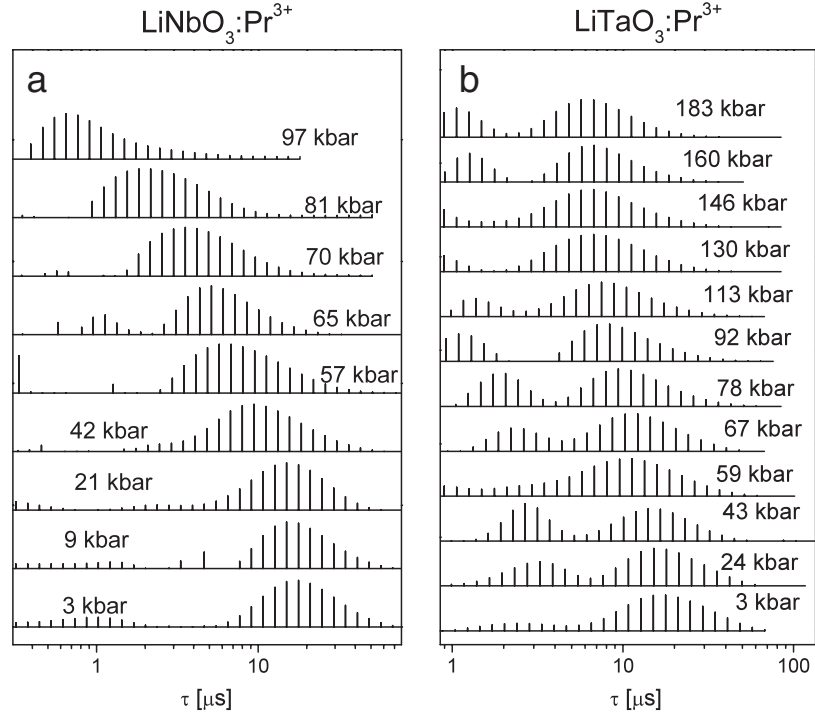 LiNbO₃:Pr³⁺
LiTaO₃:Pr³⁺
a
97 kbar
81 kbar
70 kbar
65 kbar
57 kbar
42 kbar
21 kbar
9 kbar
3 kbar
1
10
τ [μs]
b
183 kbar
160 kbar
146 kbar
130 kbar
113 kbar
92 kbar
78 kbar
67 kbar
59 kbar
43 kbar
24 kbar
3 kbar
1
10
100
τ [μs]